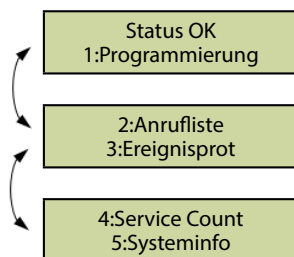 Status OK
1:Programmierung
2:Anrufliste
3:Ereignisprot
4:Service Count
5:Systeminfo